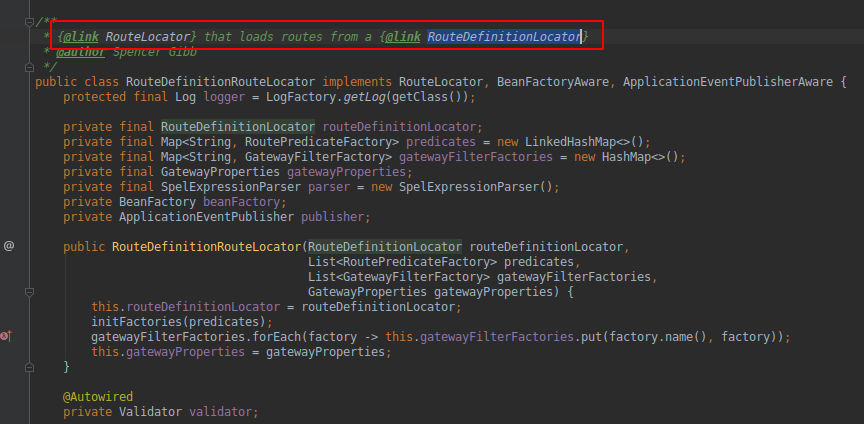 /**
* {@link RouteLocator} that loads routes from a {@link RouteDefinitionLocator}
* @author Spencer Gibb
*/
public class RouteDefinitionRouteLocator implements RouteLocator, BeanFactoryAware, ApplicationEventPublisherAware {
protected final Log logger = LogFactory.getLog(getClass());
private final RouteDefinitionLocator routeDefinitionLocator;
private final Map<String, RoutePredicateFactory> predicates = new LinkedHashMap<>();
private final Map<String, GatewayFilterFactory> gatewayFilterFactories = new HashMap<>();
private final GatewayProperties gatewayProperties;
private final SpelExpressionParser parser = new SpelExpressionParser();
private BeanFactory beanFactory;
private ApplicationEventPublisher publisher;
public RouteDefinitionRouteLocator(RouteDefinitionLocator routeDefinitionLocator,
List<RoutePredicateFactory> predicates,
List<GatewayFilterFactory> gatewayFilterFactories,
GatewayProperties gatewayProperties) {
this.routeDefinitionLocator = routeDefinitionLocator;
initFactories(predicates);
gatewayFilterFactories.forEach(factory -> this.gatewayFilterFactories.put(factory.name(), factory));
this.gatewayProperties = gatewayProperties;
}
@Autowired
private Validator validator;